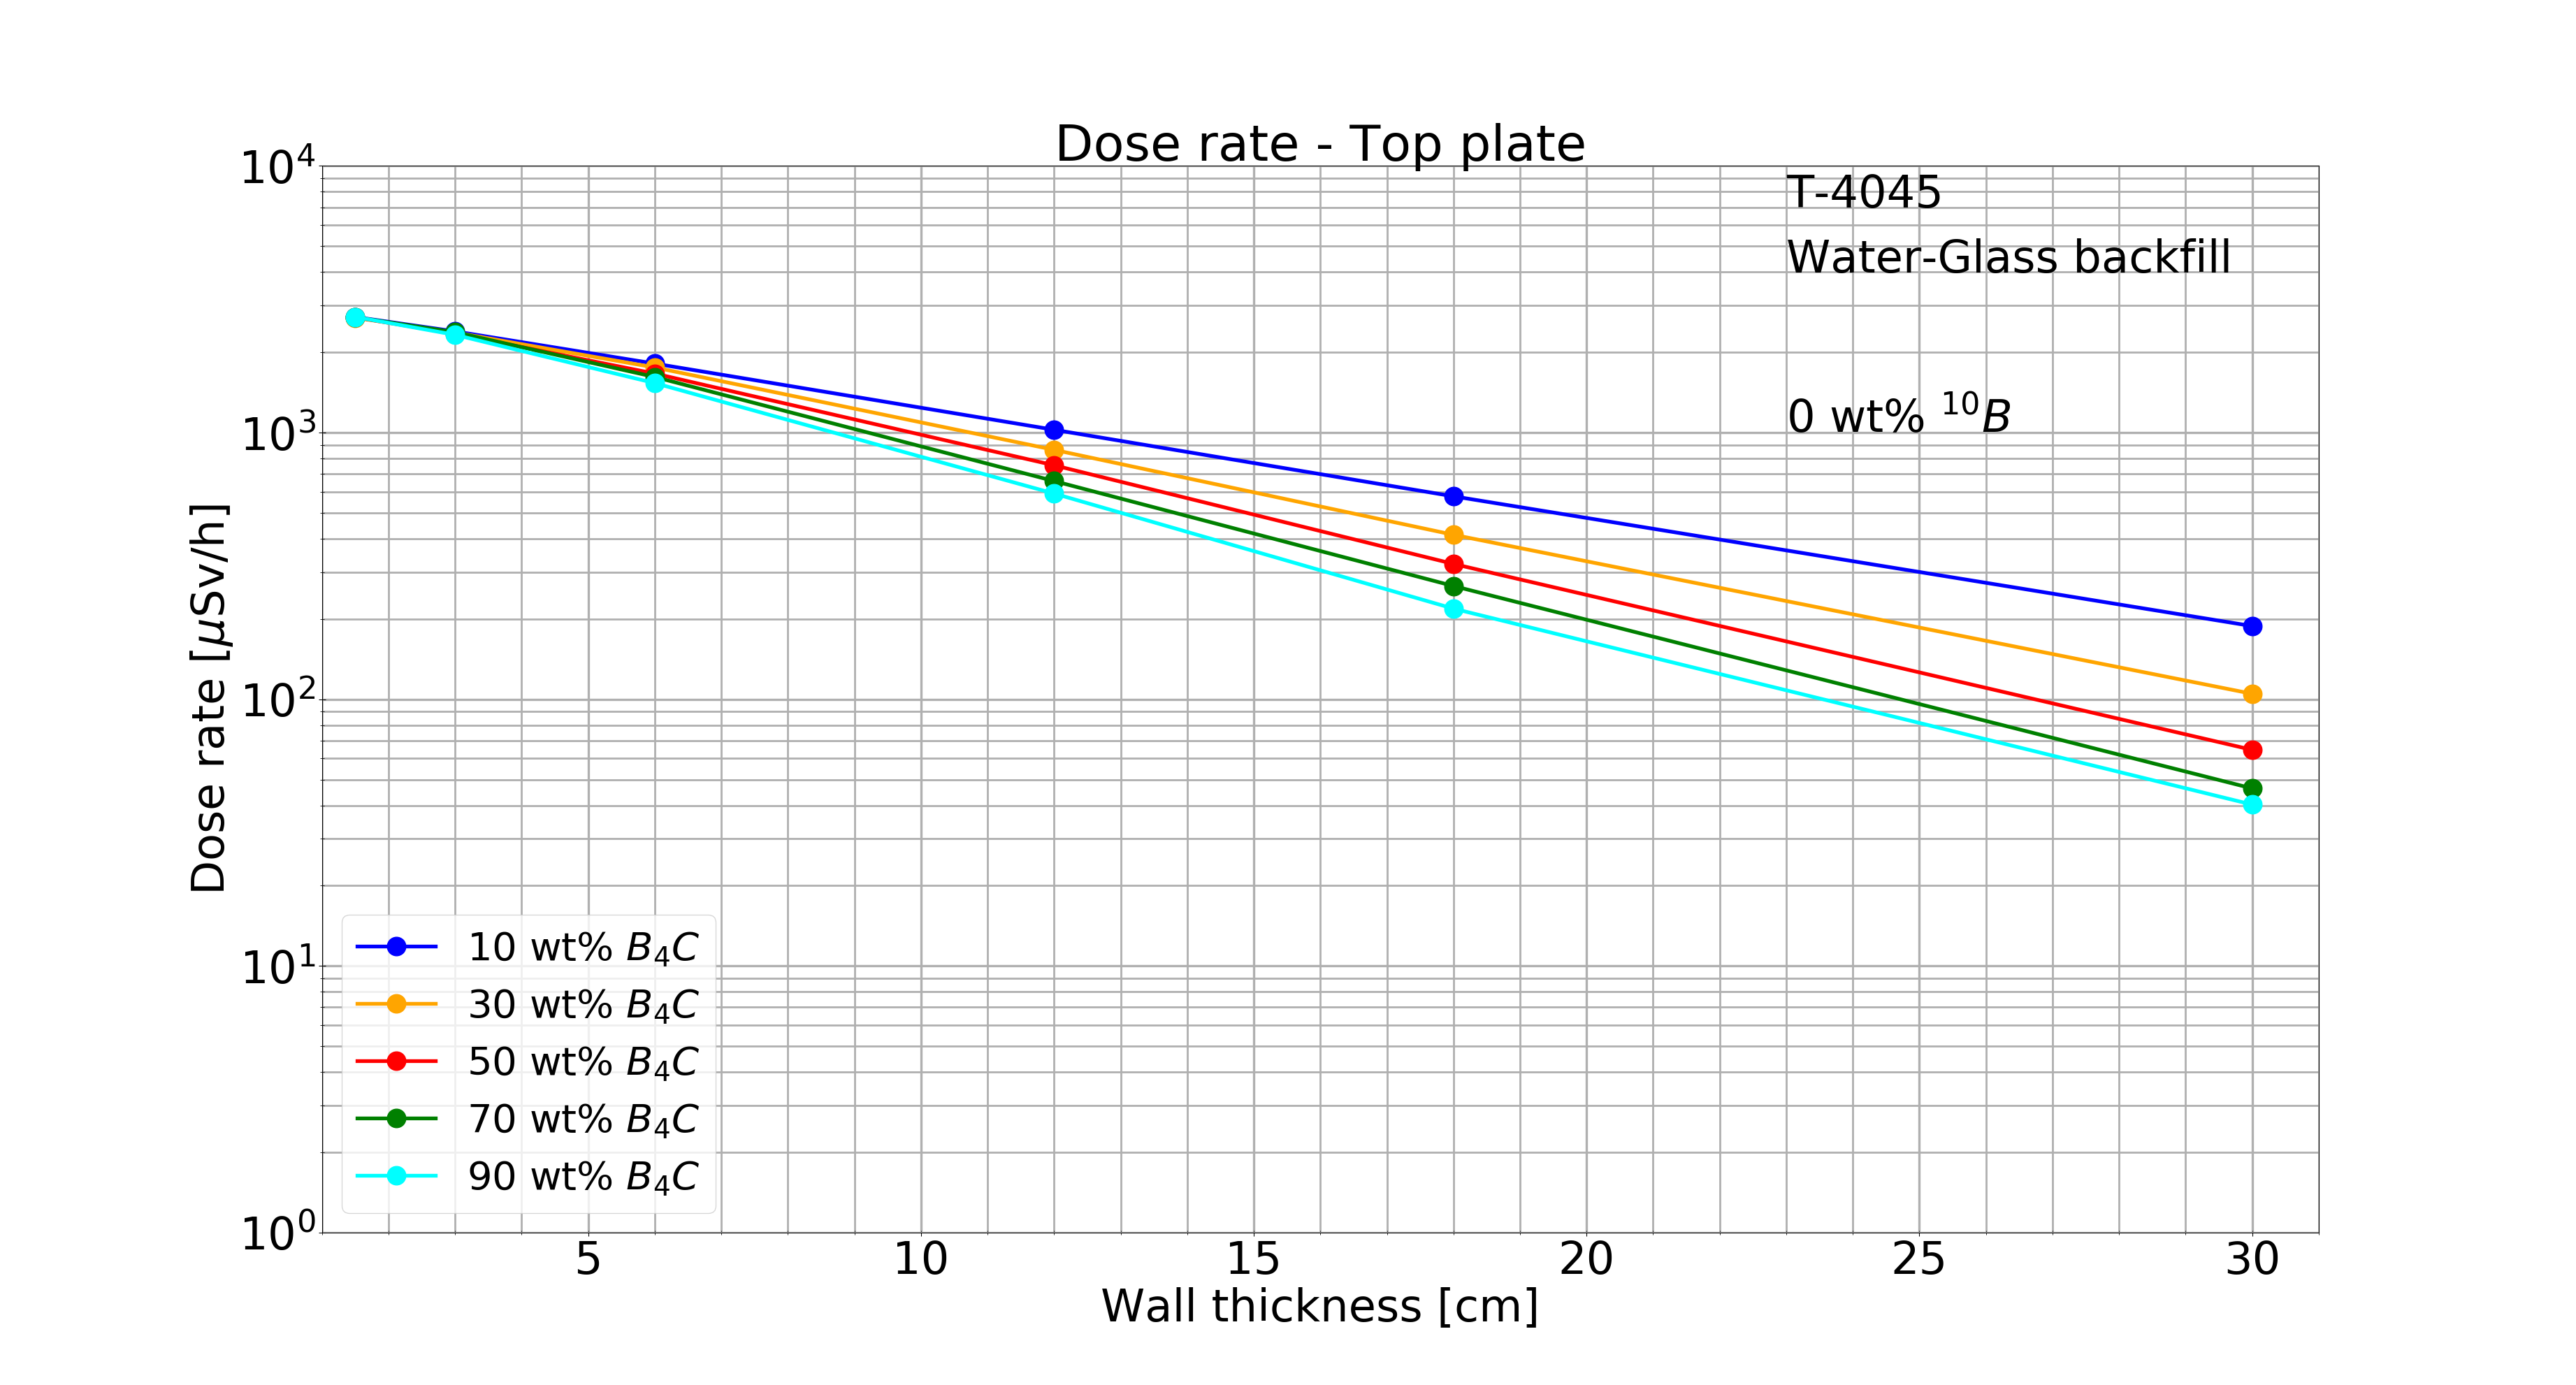 Dose rate - Top plate
T-4045
Water-Glass backfill
0 wt% ¹⁰B
Dose rate [μSv/h]
10⁴
10³
10²
10¹
10⁰
10 wt% B₄C
30 wt% B₄C
50 wt% B₄C
70 wt% B₄C
90 wt% B₄C
5 10 15 20 25 30
Wall thickness [cm]